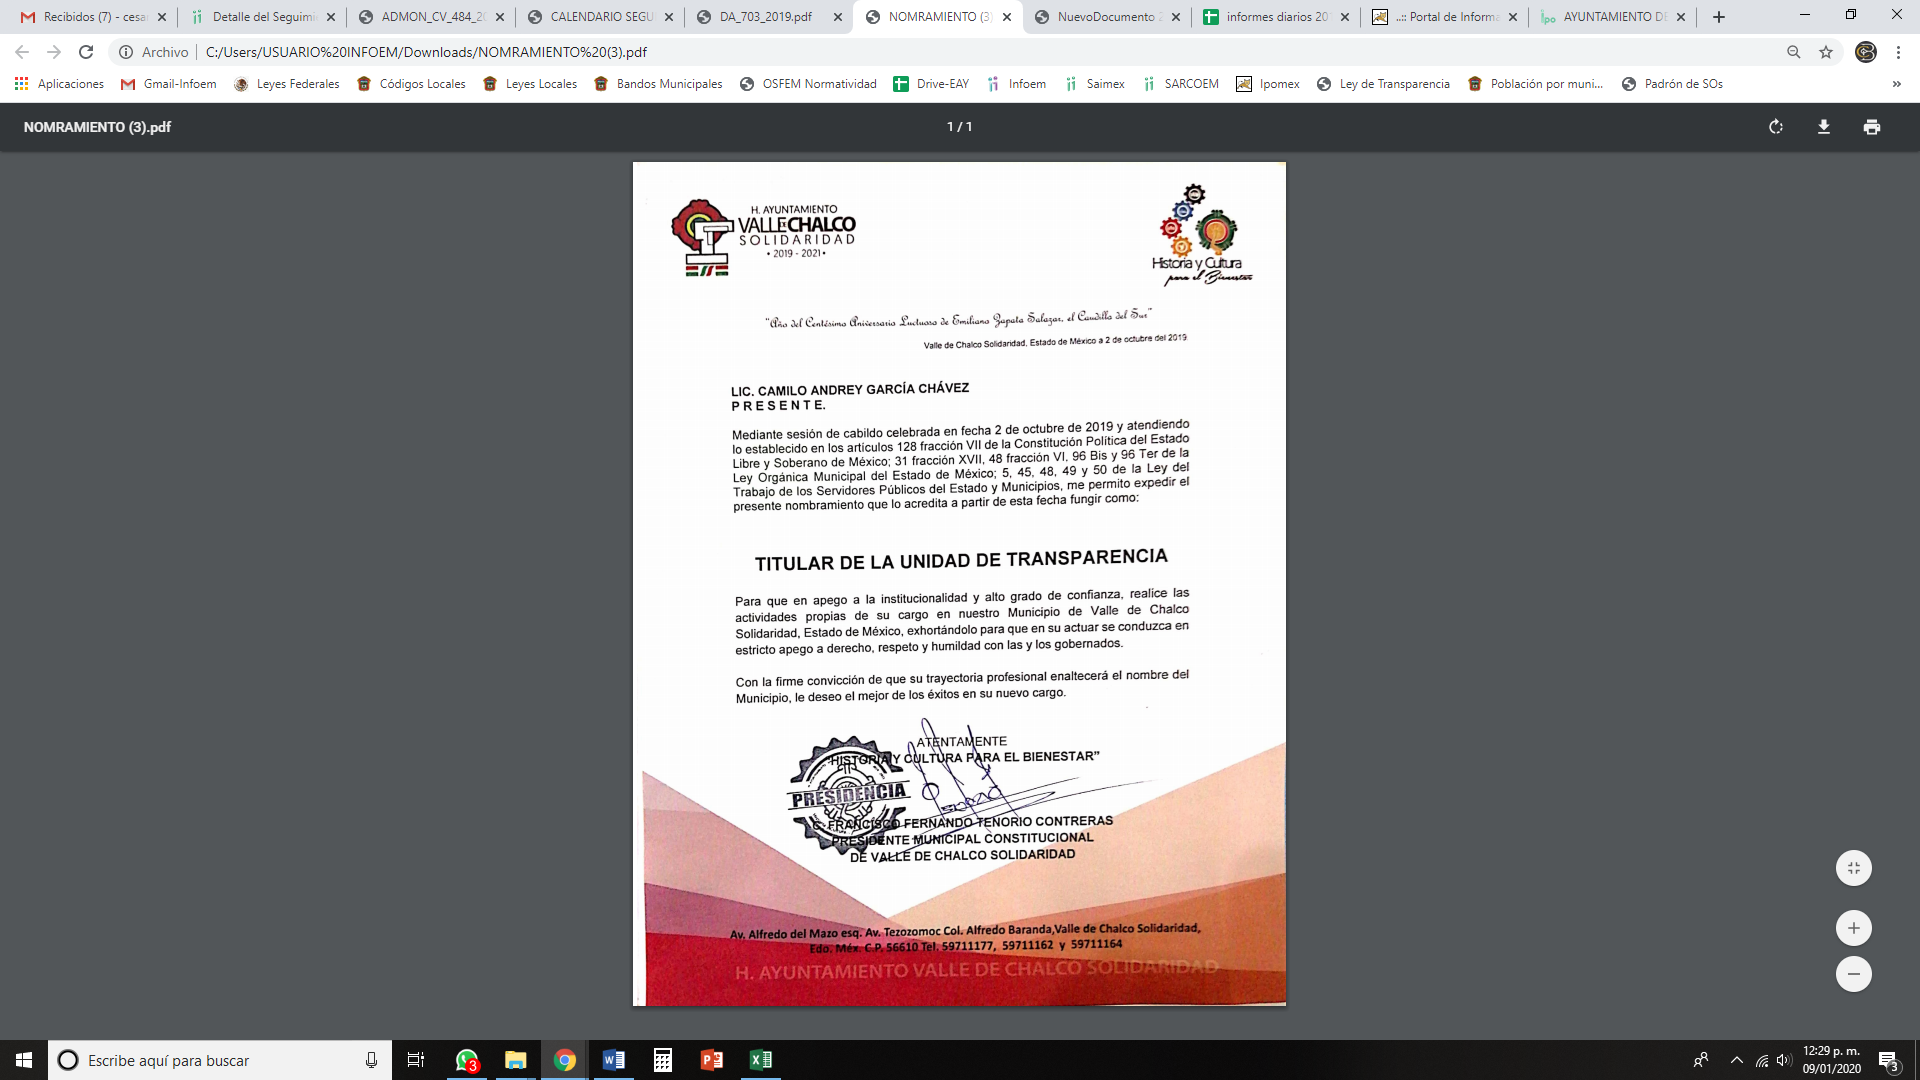 Recibidos (7) - cesa
Detalle del Seguimi
ADMON_CV_484_20
CALENDARIO SEGU
DA_703_2019.pdf
NOMRAMIENTO (3)
NuevoDocumento 2
informes diarios 20
..:: Portal de Informa
AYUNTAMIENTO DE
Archivo
C:/Users/USUARIO%20INFOEM/Downloads/NOMRAMIENTO%20(3).pdf
Aplicaciones
Gmail-Infoem
Leyes Federales
Códigos Locales
Leyes Locales
Bandos Municipales
OSFEM Normatividad
Drive-EAY
Infoem
Saimex
SARCOEM
Ipomex
Ley de Transparencia
Población por muni...
Padrón de SOs
NOMRAMIENTO (3).pdf
1 / 1
H. AYUNTAMIENTO
VALLE DE CHALCO
SOLIDARIDAD
• 2019 - 2021 •
Historia y Cultura
para el Bienestar
"Año del Centésimo Aniversario Luctuoso de Emiliano Zapata Salazar, el Caudillo del Sur"
Valle de Chalco Solidaridad, Estado de México a 2 de octubre del 2019
LIC. CAMILO ANDREY GARCÍA CHÁVEZ
P R E S E N T E.
Mediante sesión de cabildo celebrada en fecha 2 de octubre de 2019 y atendiendo
lo establecido en los artículos 128 fracción VII de la Constitución Política del Estado
Libre y Soberano de México; 31 fracción XVII, 48 fracción VI, 96 Bis y 96 Ter de la
Ley Orgánica Municipal del Estado de México; 5, 45, 48, 49 y 50 de la Ley del
Trabajo de los Servidores Públicos del Estado y Municipios, me permito expedir el
presente nombramiento que lo acredita a partir de esta fecha fungir como:
TITULAR DE LA UNIDAD DE TRANSPARENCIA
Para que en apego a la institucionalidad y alto grado de confianza, realice las
actividades propias de su cargo en nuestro Municipio de Valle de Chalco
Solidaridad, Estado de México, exhortándolo para que en su actuar se conduzca en
estricto apego a derecho, respeto y humildad con las y los gobernados.
Con la firme convicción de que su trayectoria profesional enaltecerá el nombre del
Municipio, le deseo el mejor de los éxitos en su nuevo cargo.
ATENTAMENTE
"HISTORIA Y CULTURA PARA EL BIENESTAR"
PRESIDENCIA
C. FRANCISCO FERNANDO TENORIO CONTRERAS
PRESIDENTE MUNICIPAL CONSTITUCIONAL
DE VALLE DE CHALCO SOLIDARIDAD
Av. Alfredo del Mazo esq. Av. Tezozomoc Col. Alfredo Baranda,Valle de Chalco Solidaridad,
Edo. Méx. C.P. 56610 Tel. 59711177, 59711162 y 59711164
H. AYUNTAMIENTO VALLE DE CHALCO SOLIDARIDAD
Escribe aquí para buscar
3
12:29 p. m.
09/01/2020
3